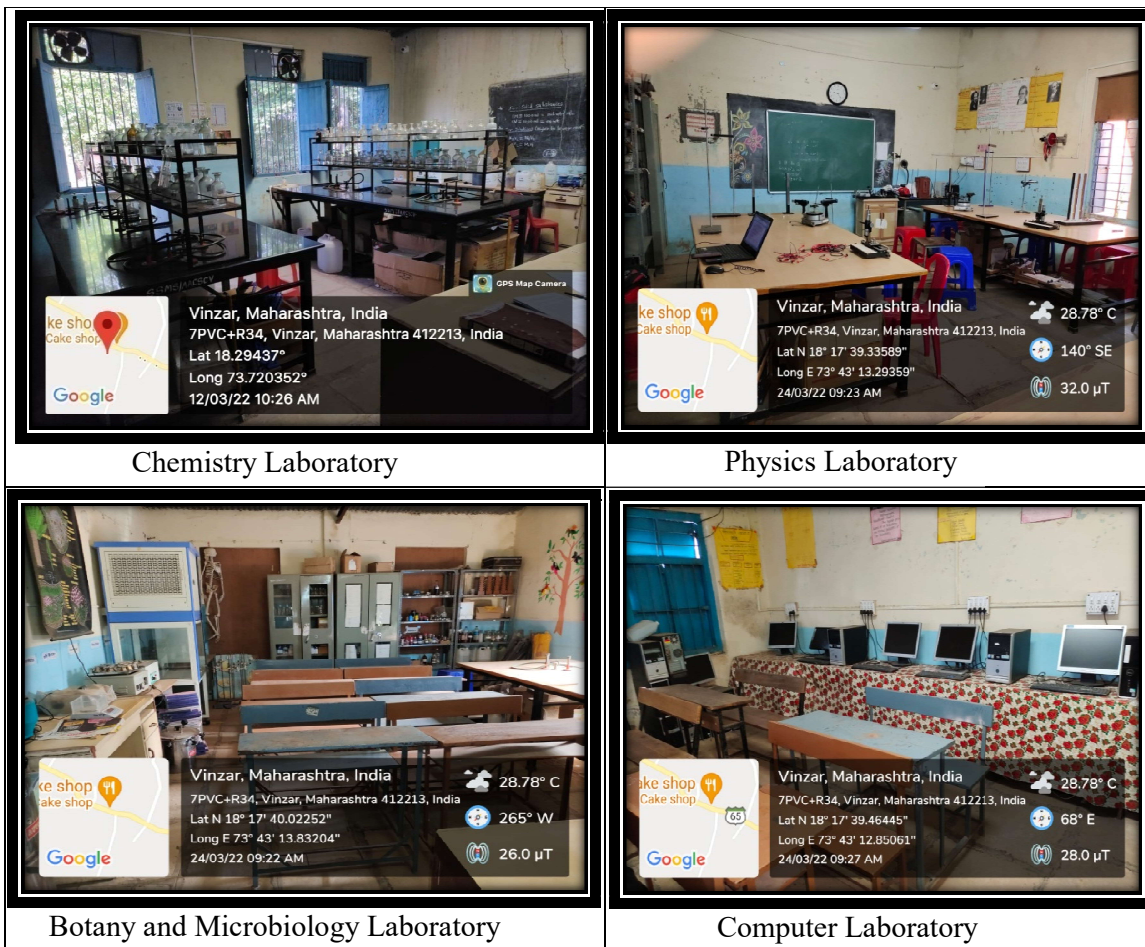 GPS Map Camera
ke shop
Cake shop
Google
Vinzar, Maharashtra, India
7PVC+R34, Vinzar, Maharashtra 412213, India
Lat 18.29437°
Long 73.720352°
12/03/22 10:26 AM
Chemistry Laboratory
ke shop
Cake shop
Google
Vinzar, Maharashtra, India
7PVC+R34, Vinzar, Maharashtra 412213, India
Lat N 18° 17' 39.33589"
Long E 73° 43' 13.29359"
24/03/22 09:23 AM
28.78° C
140° SE
32.0 µT
Physics Laboratory
ke shop
ake shop
Google
Vinzar, Maharashtra, India
7PVC+R34, Vinzar, Maharashtra 412213, India
Lat N 18° 17' 40.02252"
Long E 73° 43' 13.83204"
24/03/22 09:22 AM
28.78° C
265° W
26.0 µT
Botany and Microbiology Laboratory
ake shop
Cake shop
65
Google
Vinzar, Maharashtra, India
7PVC+R34, Vinzar, Maharashtra 412213, India
Lat N 18° 17' 39.46445"
Long E 73° 43' 12.85061"
24/03/22 09:27 AM
28.78° C
68° E
28.0 µT
Computer Laboratory